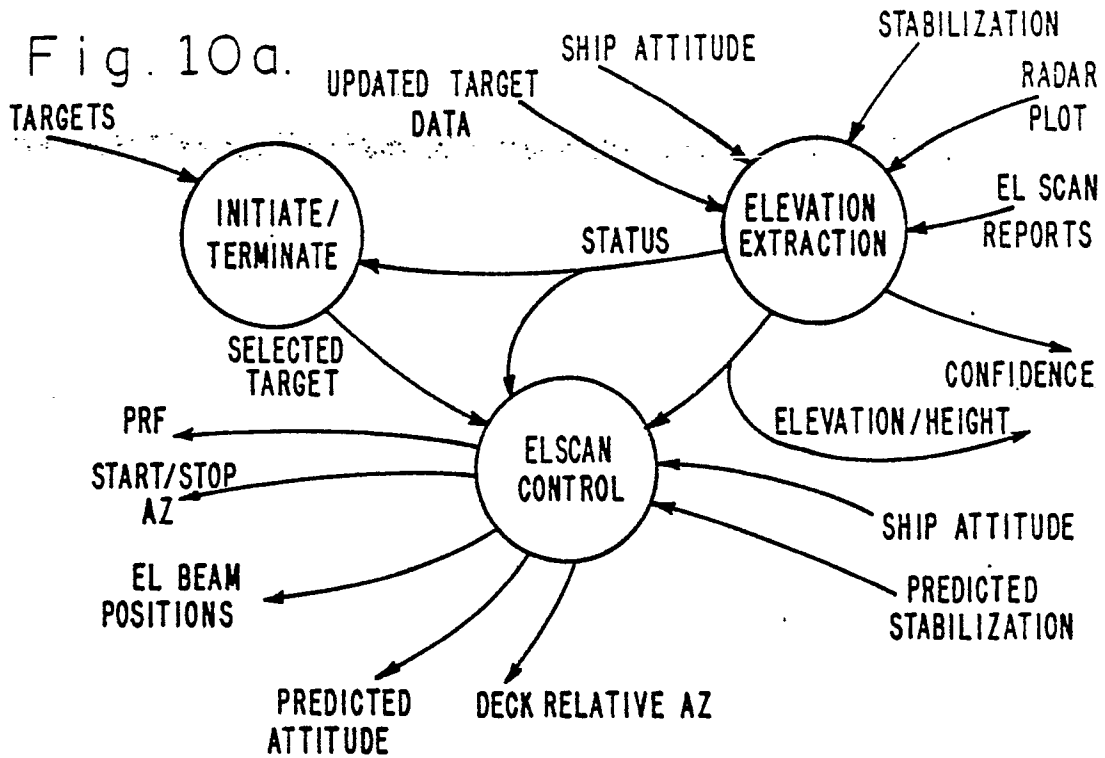 Fig. 10a.
TARGETS
UPDATED TARGET
DATA
SHIP ATTITUDE
STABILIZATION
RADAR
PLOT
EL SCAN
REPORTS
INITIATE/
TERMINATE
ELEVATION
EXTRACTION
STATUS
SELECTED
TARGET
CONFIDENCE
ELEVATION/HEIGHT
PRF
START/STOP
AZ
ELSCAN
CONTROL
EL BEAM
POSITIONS
SHIP ATTITUDE
PREDICTED
STABILIZATION
PREDICTED
ATTITUDE
DECK RELATIVE AZ